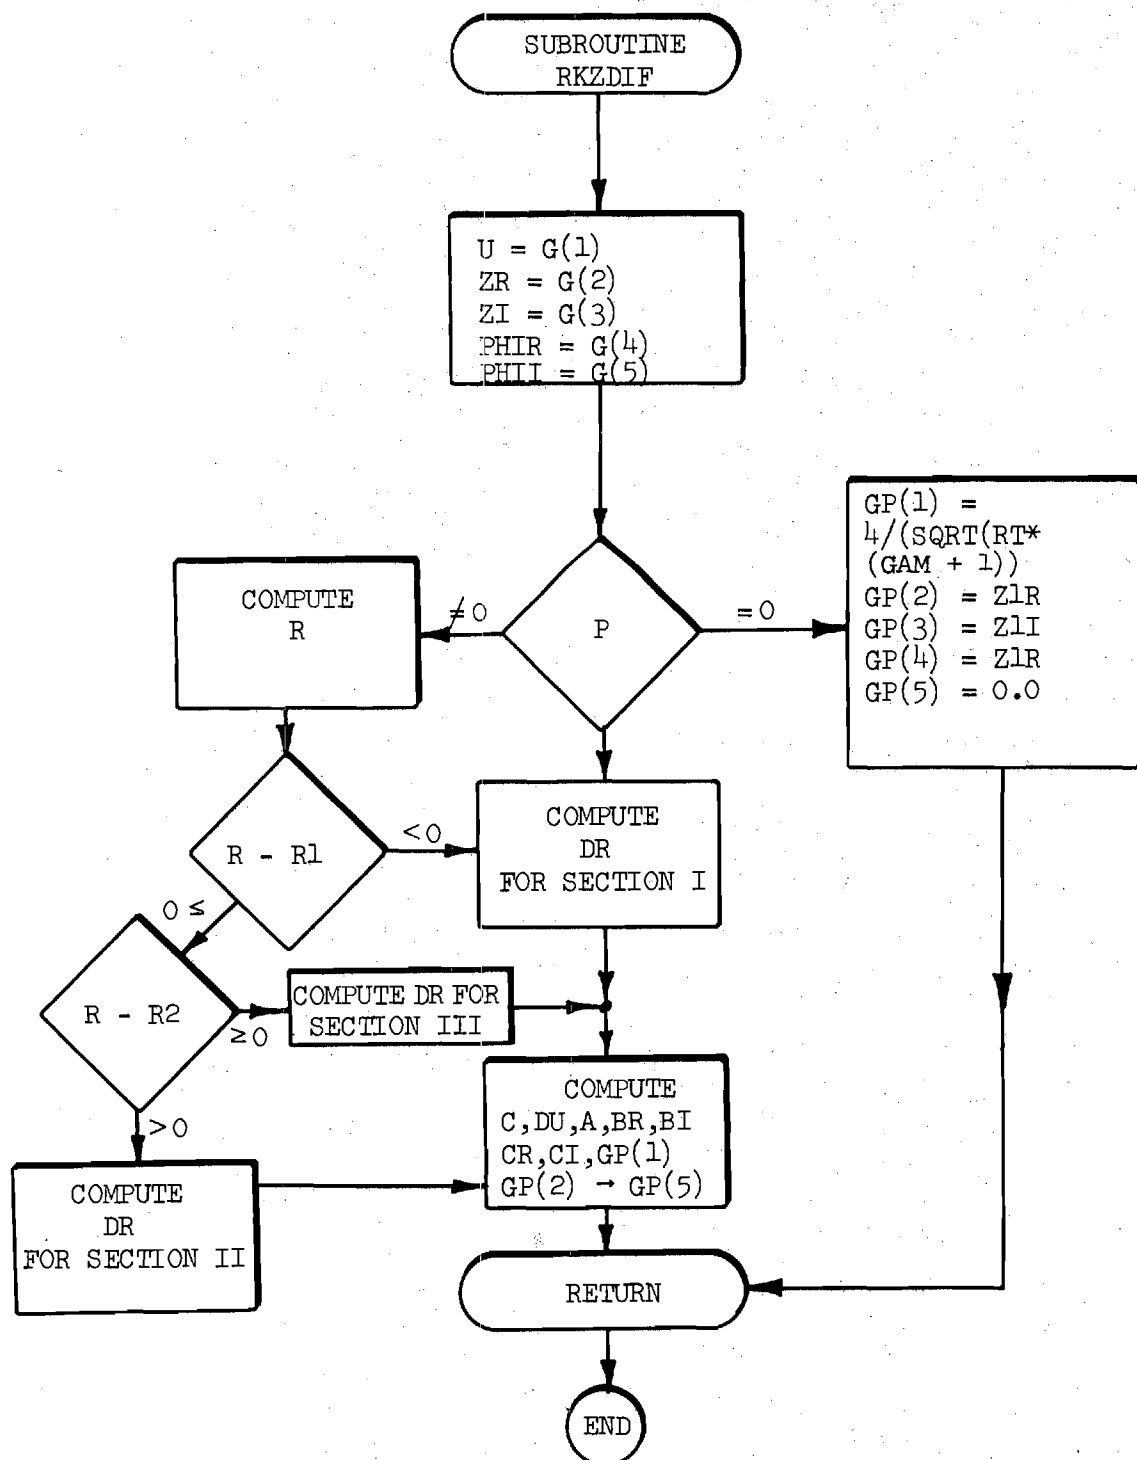 SUBROUTINE
RKZDIF
U = G(1)
ZR = G(2)
ZI = G(3)
PHIR = G(4)
PHII = G(5)
P
≠0
=0
GP(1) =
4/(SQRT(RT*
(GAM + 1))
GP(2) = Z1R
GP(3) = Z1I
GP(4) = Z1R
GP(5) = 0.0
COMPUTE
R
R - R1
<0
0 ≤
COMPUTE
DR
FOR SECTION I
R - R2
≥0
>0
COMPUTE DR FOR
SECTION III
COMPUTE
C,DU,A,BR,BI
CR,CI,GP(1)
GP(2) → GP(5)
COMPUTE
DR
FOR SECTION II
RETURN
END